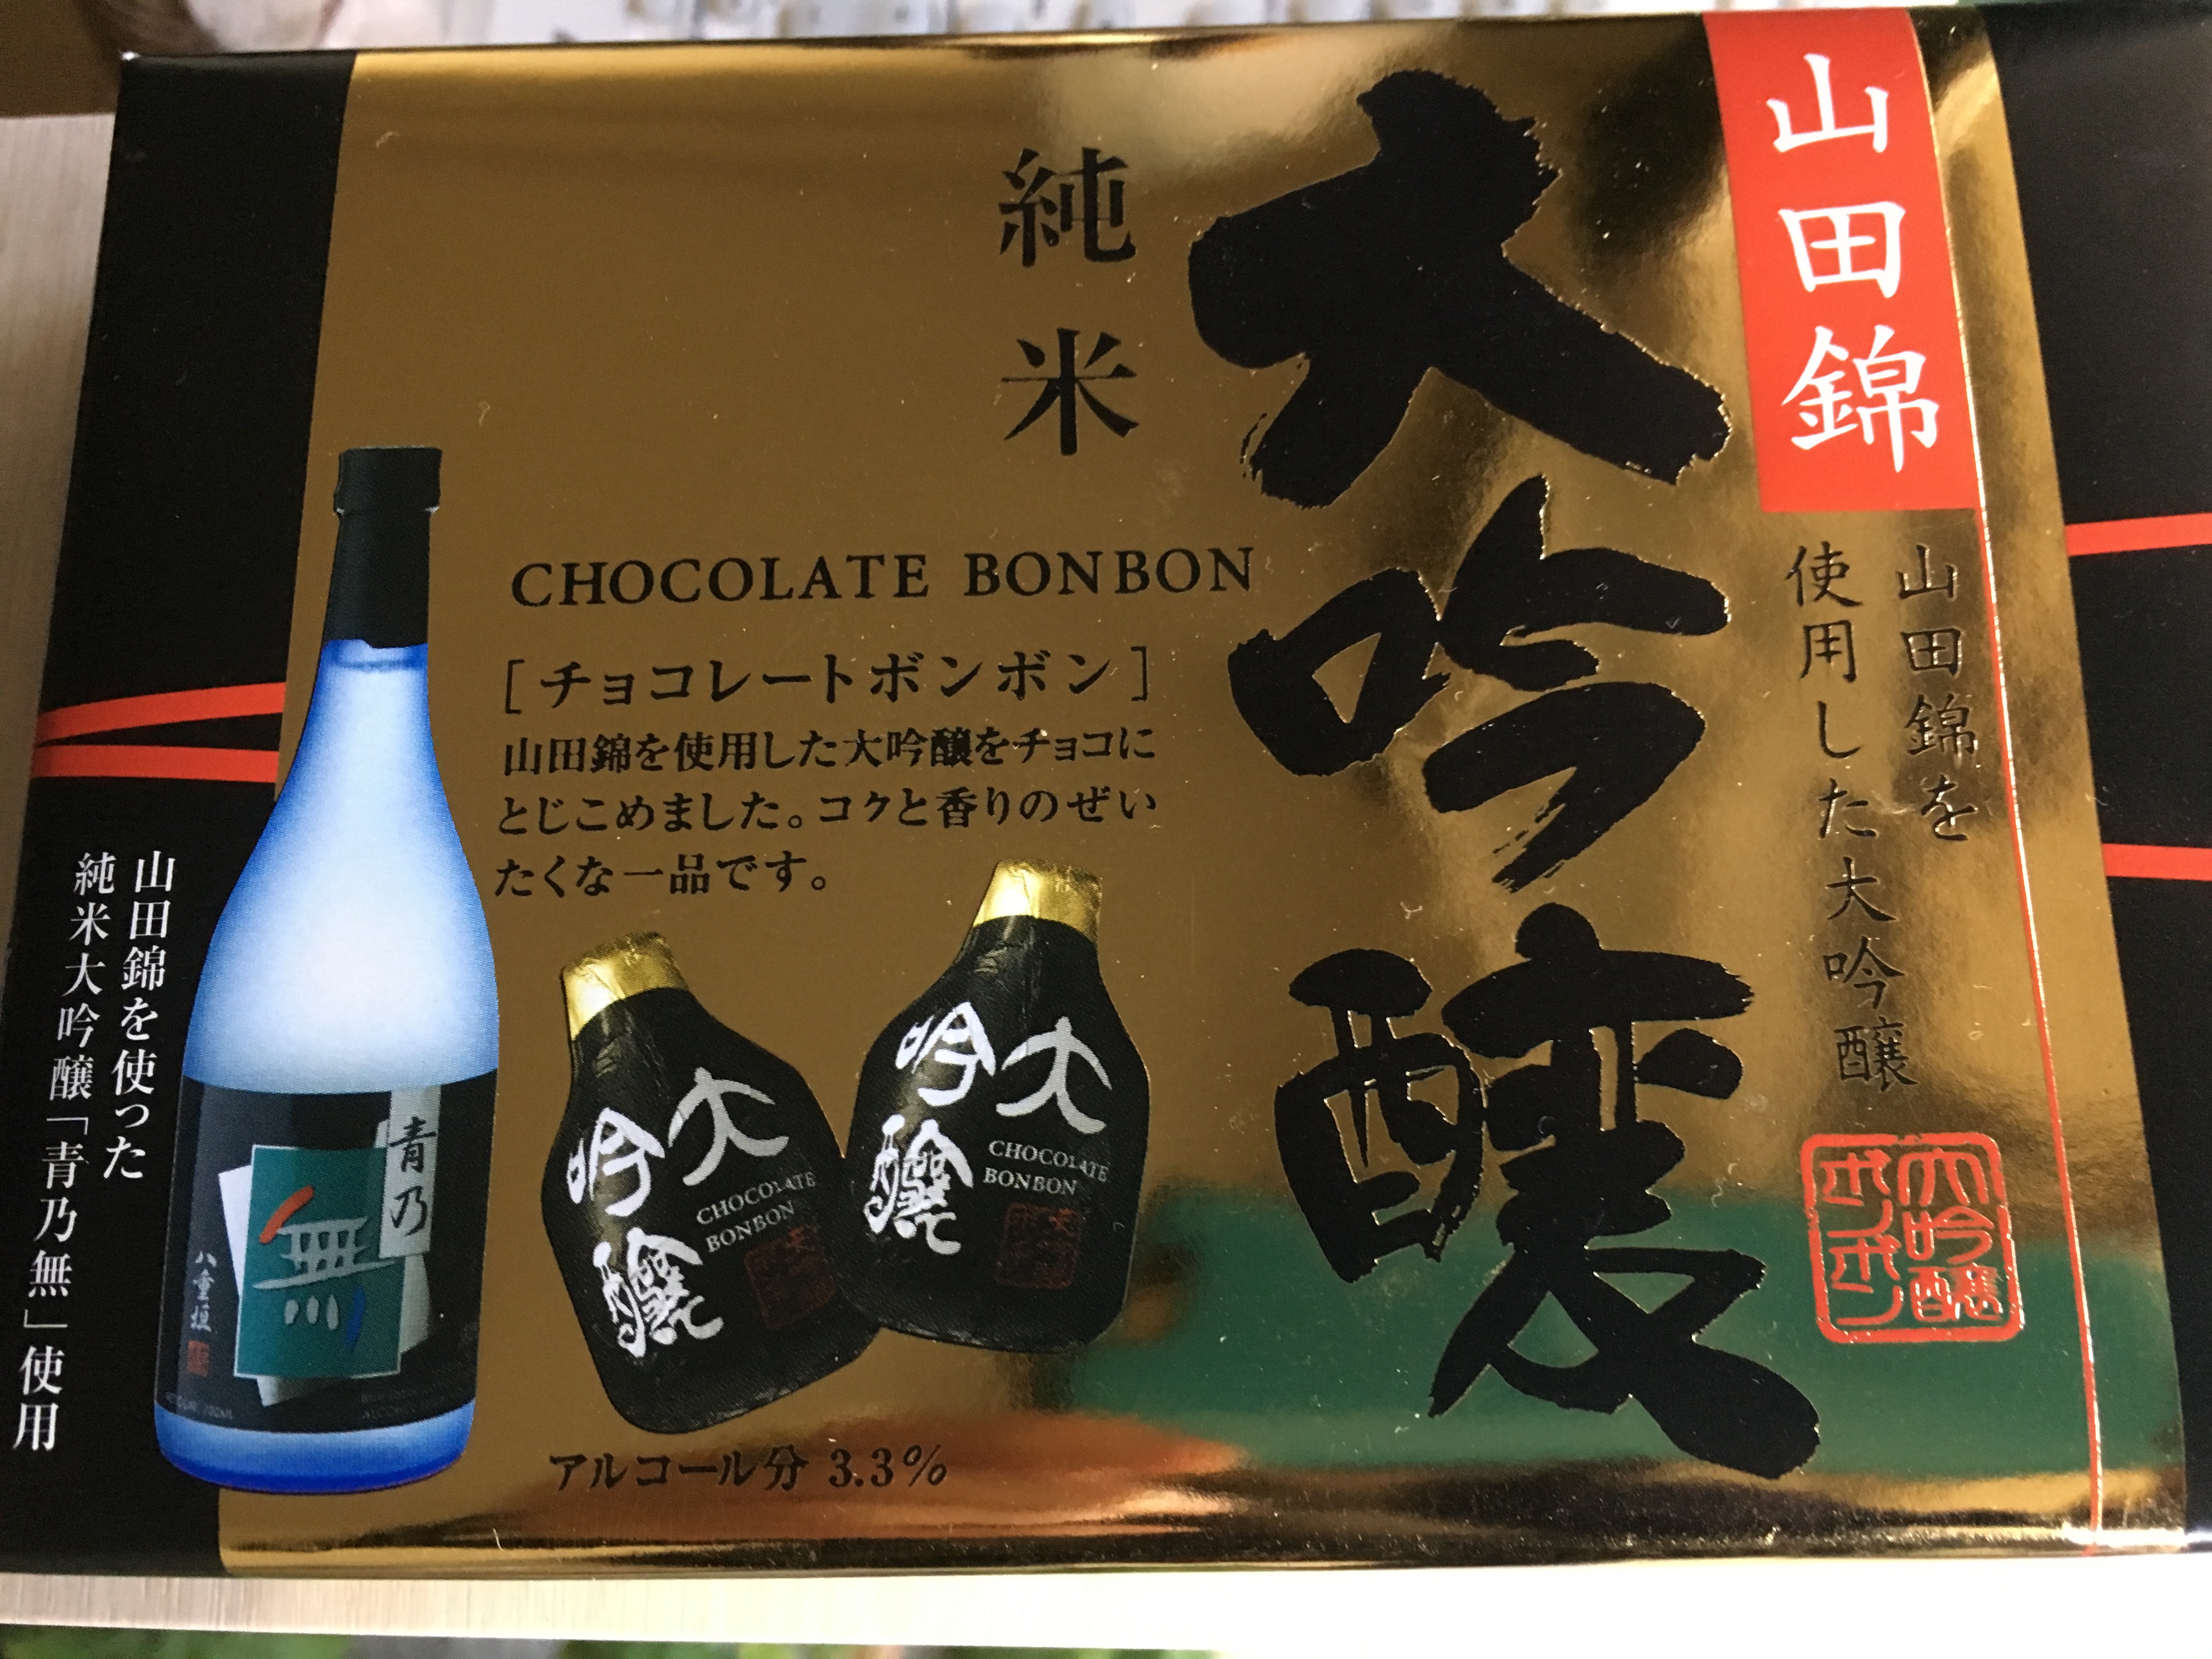 山田錦
山田錦を
使用した大吟醸
大吟醸
ボンボン
大吟醸
純米
CHOCOLATE BONBON
[チョコレートボンボン]
山田錦を使用した大吟醸をチョコに
とじこめました。コクと香りのぜい
たくな一品です。
大
吟醸
CHOCOLATE
BONBON
大
吟醸
CHOCOLATE
BONBON
アルコール分 3.3%
青乃
無
八重垣
山田錦を使った
純米大吟醸「青乃無」使用